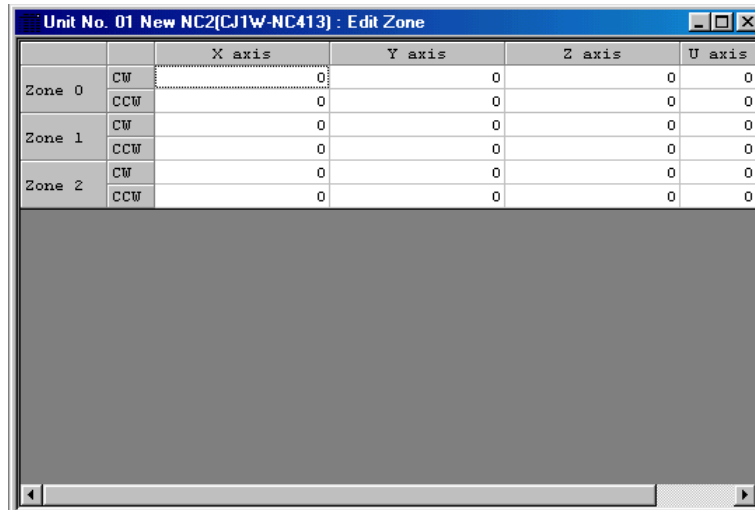 Unit No. 01 New NC2(CJ1W-NC413) : Edit Zone
X axis Y axis Z axis U axis
Zone 0 CW 0 0 0 0
CCW 0 0 0 0
Zone 1 CW 0 0 0 0
CCW 0 0 0 0
Zone 2 CW 0 0 0 0
CCW 0 0 0 0